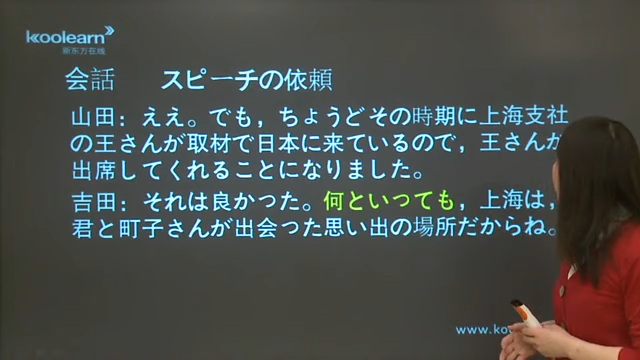 koolearn
新东方在线
会話 スピーチの依頼
山田：ええ。でも，ちょうどその時期に上海支社
の王さんが取材で日本に来ているので，王さんが
出席してくれることになりました。
吉田：それは良かった。何といっても，上海は，
君と町子さんが出会った思い出の場所だからね。
www.ko